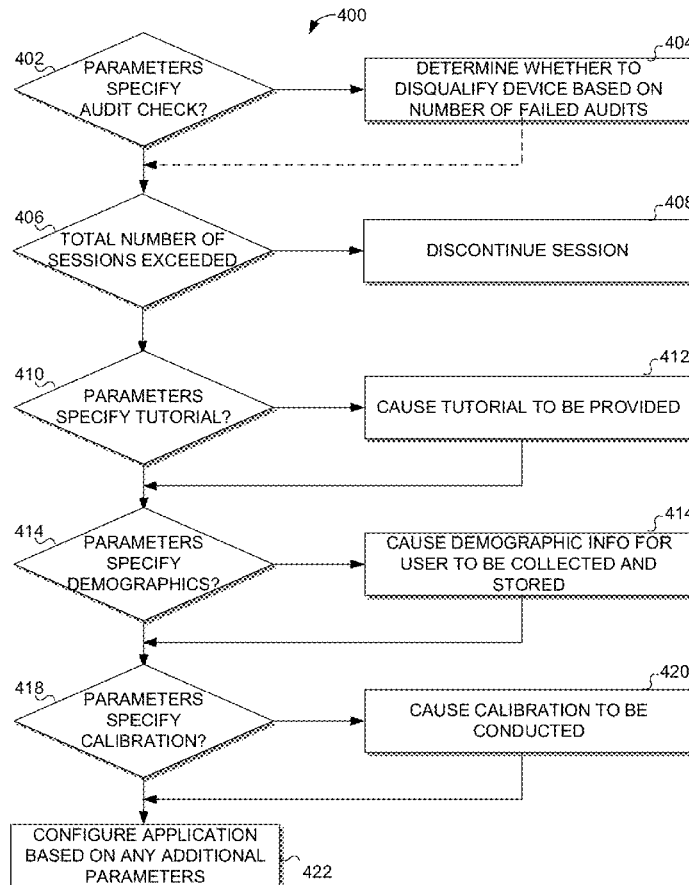 400
402
PARAMETERS
SPECIFY
AUDIT CHECK?
404
DETERMINE WHETHER TO
DISQUALIFY DEVICE BASED ON
NUMBER OF FAILED AUDITS
406
TOTAL NUMBER OF
SESSIONS EXCEEDED
408
DISCONTINUE SESSION
410
PARAMETERS
SPECIFY TUTORIAL?
412
CAUSE TUTORIAL TO BE PROVIDED
414
PARAMETERS
SPECIFY
DEMOGRAPHICS?
414
CAUSE DEMOGRAPHIC INFO FOR
USER TO BE COLLECTED AND
STORED
418
PARAMETERS
SPECIFY
CALIBRATION?
420
CAUSE CALIBRATION TO BE
CONDUCTED
CONFIGURE APPLICATION
BASED ON ANY ADDITIONAL
PARAMETERS
422